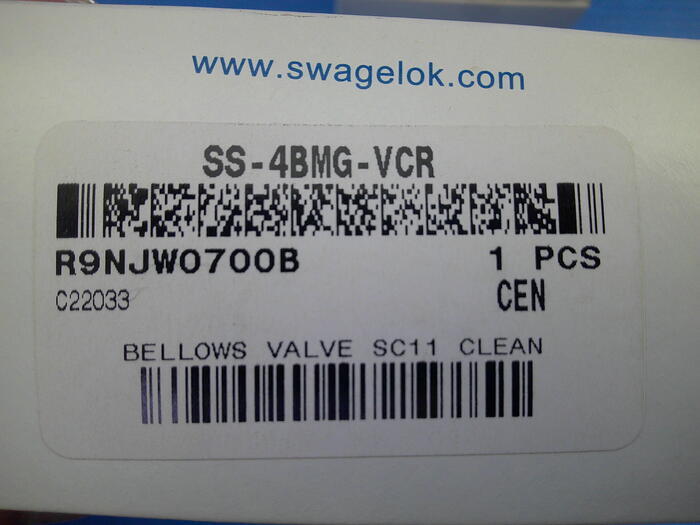 www.swagelok.com
SS-4BMG-VCR
R9NJW0700B 1 PCS
C22033 CEN
BELLOWS VALVE SC11 CLEAN